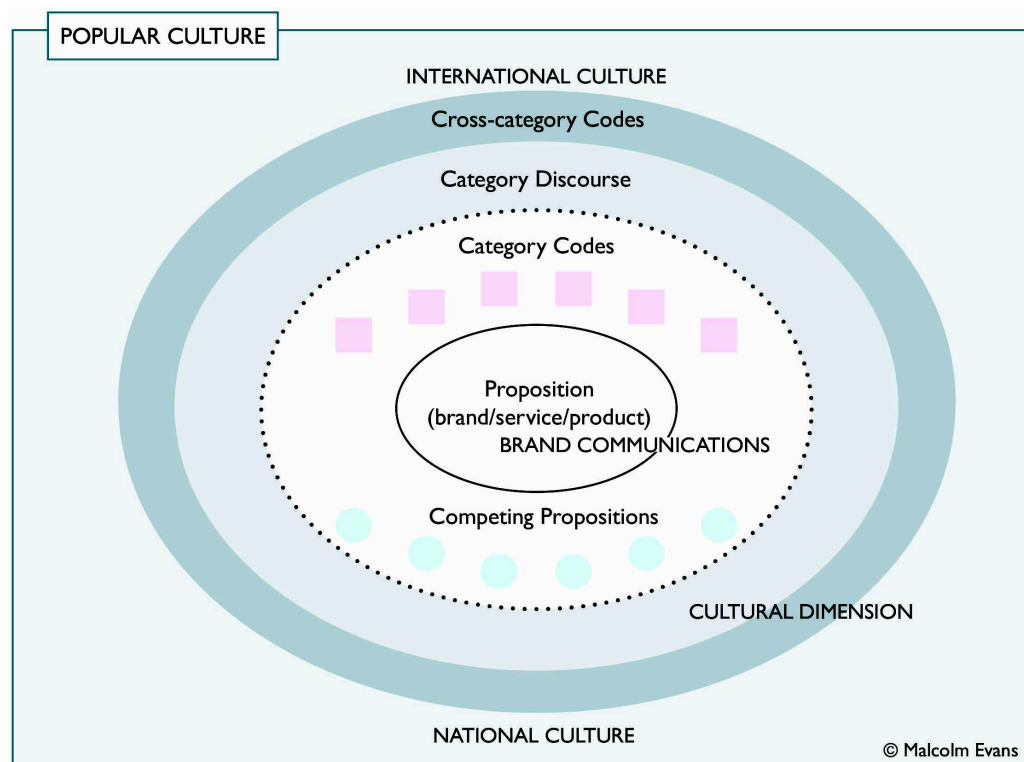 POPULAR CULTURE
INTERNATIONAL CULTURE
Cross-category Codes
Category Discourse
Category Codes
Proposition
(brand/service/product)
BRAND COMMUNICATIONS
Competing Propositions
CULTURAL DIMENSION
NATIONAL CULTURE
© Malcolm Evans